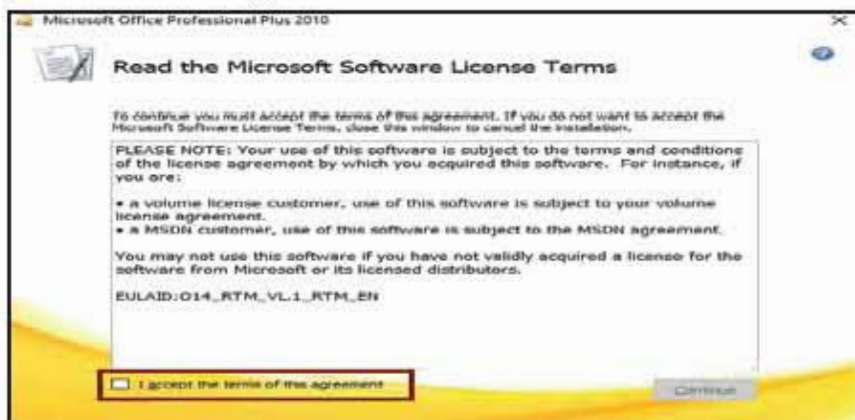 Microsoft Office Professional Plus 2010
Read the Microsoft Software License Terms
To continue you must accept the terms of this agreement. If you do not want to accept the
Microsoft Software License Terms, close this window to cancel the installation.
PLEASE NOTE: Your use of this software is subject to the terms and conditions
of the license agreement by which you acquired this software. For instance, if
you are:
• a volume license customer, use of this software is subject to your volume
license agreement.
• a MSDN customer, use of this software is subject to the MSDN agreement.
You may not use this software if you have not validly acquired a license for the
software from Microsoft or its licensed distributors.
EULAID:O14_RTM_VL.1_RTM_EN
I accept the terms of this agreement
Continue